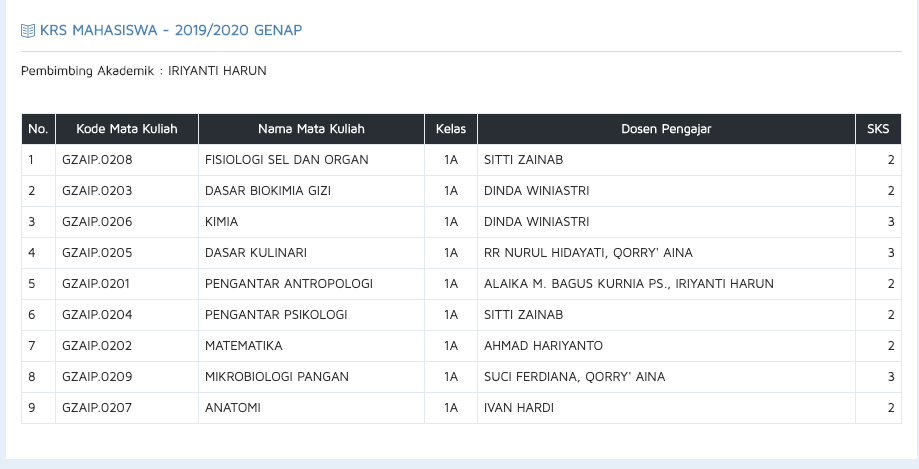 KRS MAHASISWA - 2019/2020 GENAP
Pembimbing Akademik : IRIYANTI HARUN
No. Kode Mata Kuliah Nama Mata Kuliah Kelas Dosen Pengajar SKS
1 GZAIP.0208 FISIOLOGI SEL DAN ORGAN 1A SITTI ZAINAB 2
2 GZAIP.0203 DASAR BIOKIMIA GIZI 1A DINDA WINIASTRI 2
3 GZAIP.0206 KIMIA 1A DINDA WINIASTRI 3
4 GZAIP.0205 DASAR KULINARI 1A RR NURUL HIDAYATI, QORRY' AINA 3
5 GZAIP.0201 PENGANTAR ANTROPOLOGI 1A ALAIKA M. BAGUS KURNIA PS., IRIYANTI HARUN 2
6 GZAIP.0204 PENGANTAR PSIKOLOGI 1A SITTI ZAINAB 2
7 GZAIP.0202 MATEMATIKA 1A AHMAD HARIYANTO 2
8 GZAIP.0209 MIKROBIOLOGI PANGAN 1A SUCI FERDIANA, QORRY' AINA 3
9 GZAIP.0207 ANATOMI 1A IVAN HARDI 2